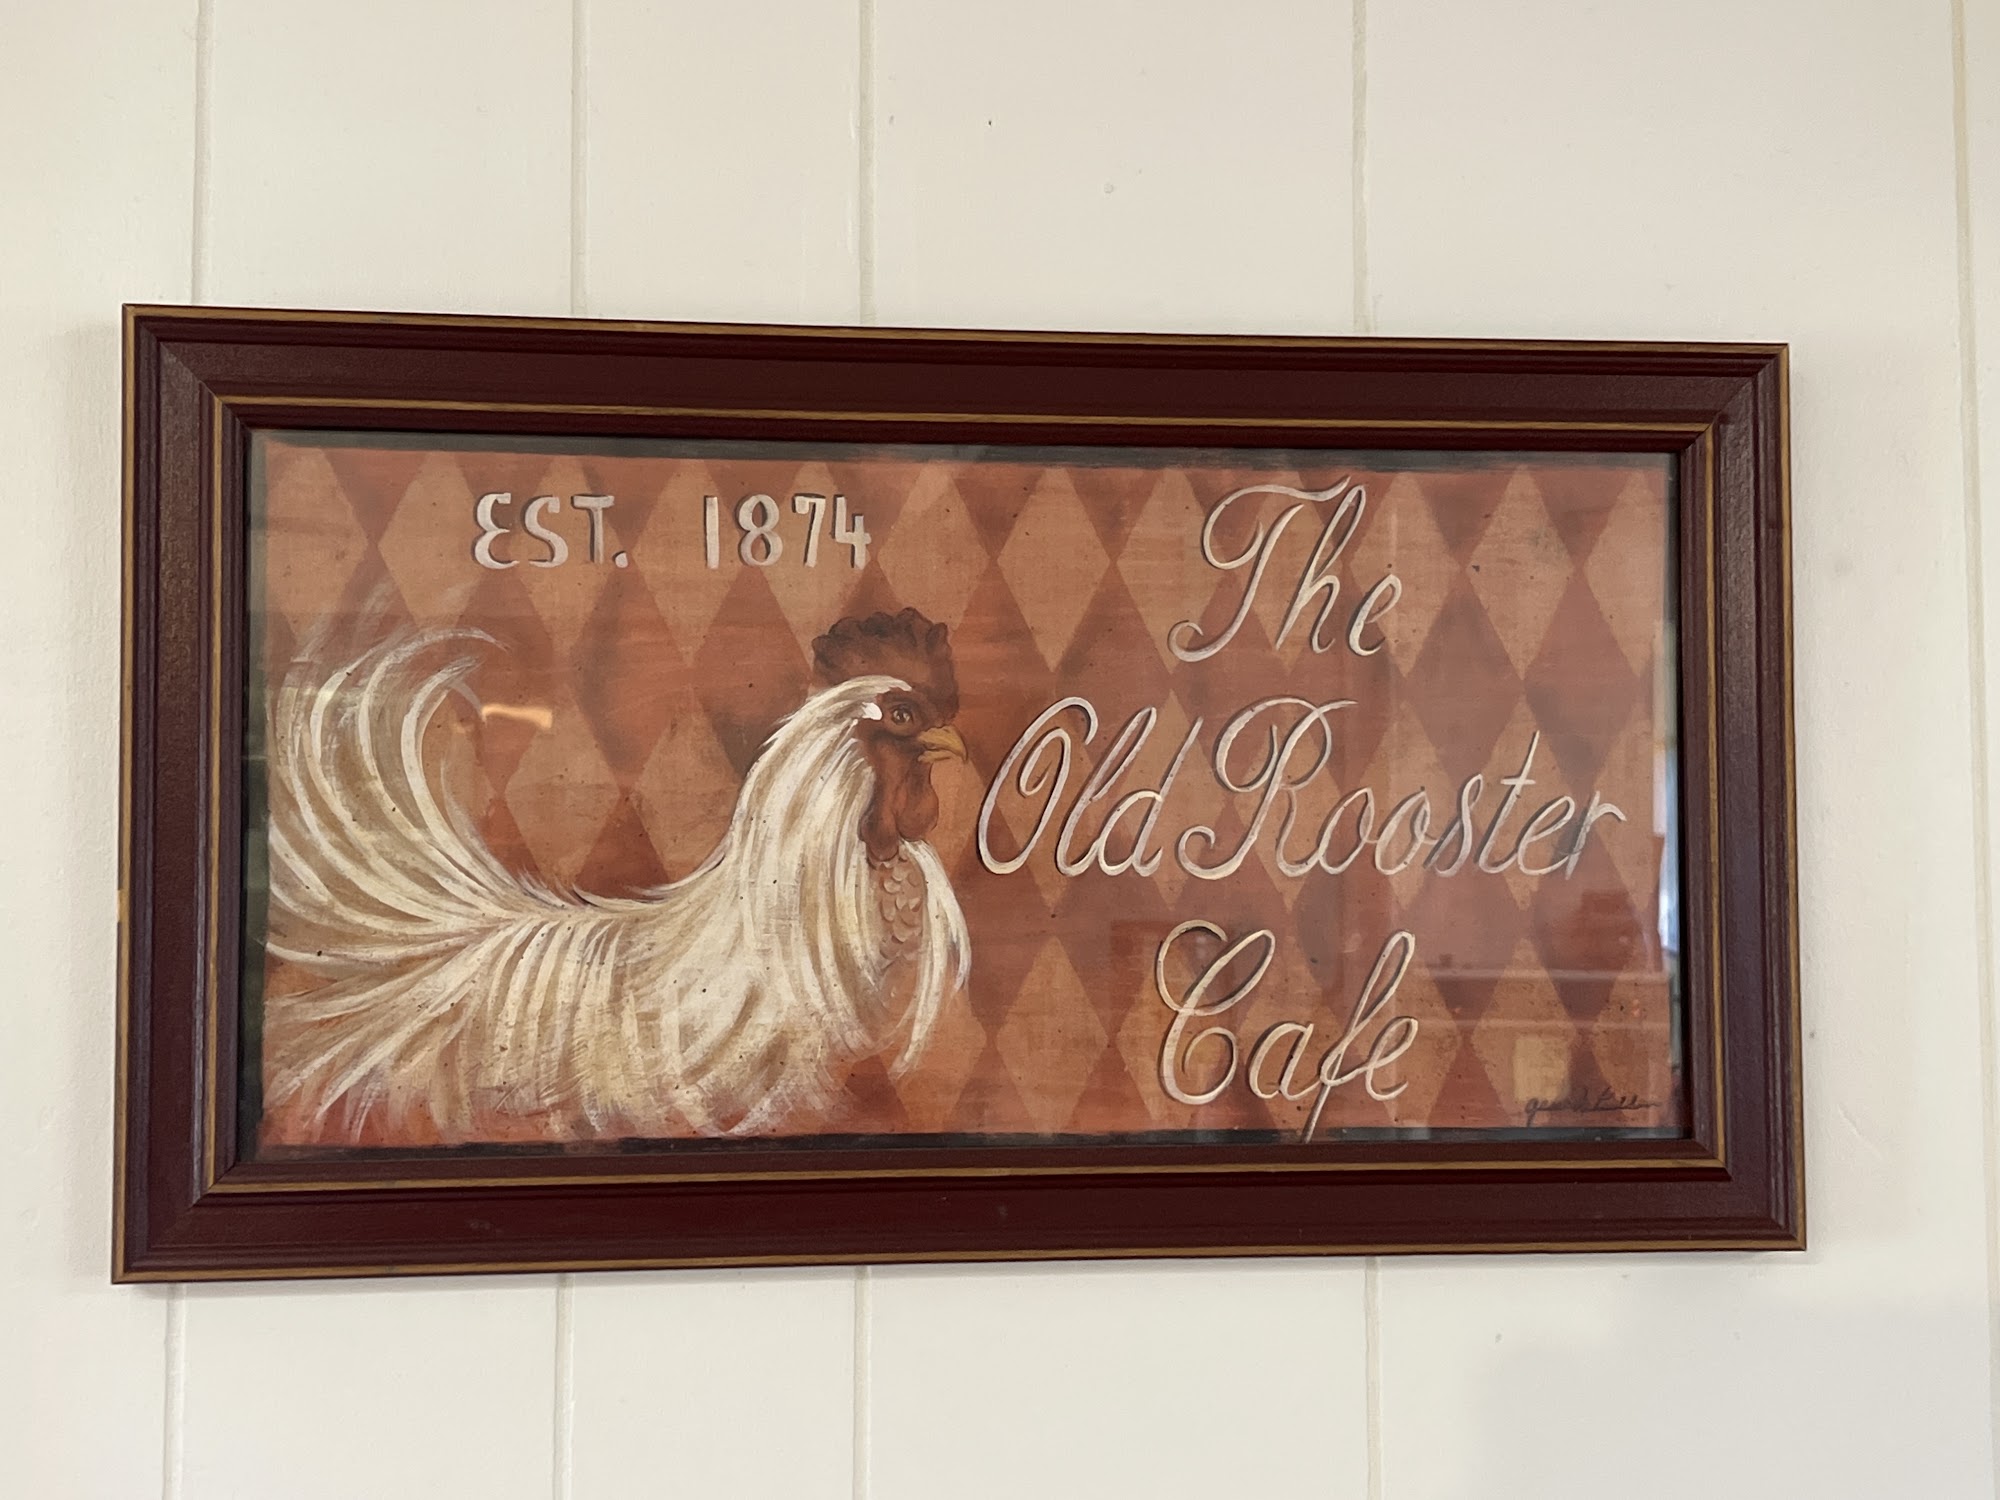 EST. 1874
The
Old Rooster
Cafe